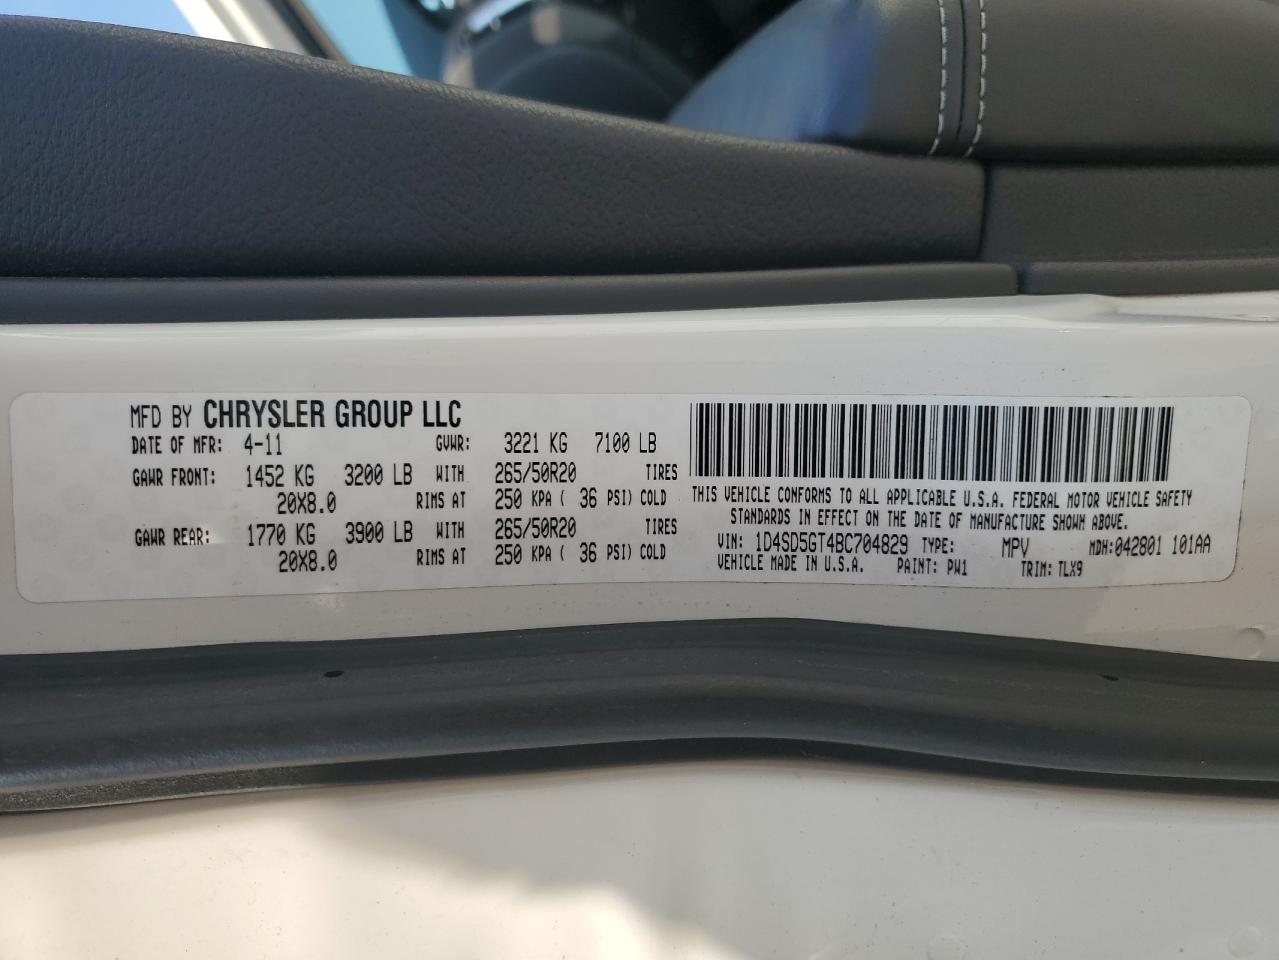 MFD BY CHRYSLER GROUP LLC
DATE OF MFR: 4-11 GVWR: 3221 KG 7100 LB
GAWR FRONT: 1452 KG 3200 LB WITH 265/50R20 TIRES
20X8.0 RIMS AT 250 KPA ( 36 PSI) COLD
GAWR REAR: 1770 KG 3900 LB WITH 265/50R20 TIRES
20X8.0 RIMS AT 250 KPA ( 36 PSI) COLD
THIS VEHICLE CONFORMS TO ALL APPLICABLE U.S.A. FEDERAL MOTOR VEHICLE SAFETY
STANDARDS IN EFFECT ON THE DATE OF MANUFACTURE SHOWN ABOVE.
VIN: 1D4SD5GT4BC704829 TYPE: MPV MDH:042801 101AA
VEHICLE MADE IN U.S.A. PAINT: PW1 TRIM: TLX9